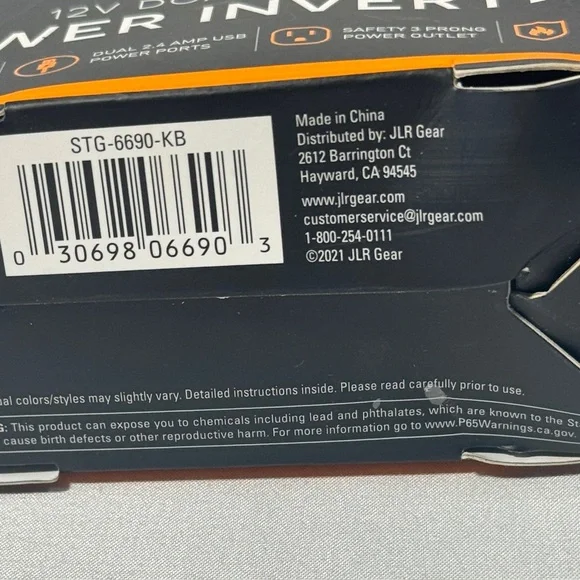 12V
WER INVERT
DUAL 2.4 AMP USB
POWER PORTS
SAFETY 3 PRONG
POWER OUTLET
STG-6690-KB
0 30698 06690 3
Made in China
Distributed by: JLR Gear
2612 Barrington Ct
Hayward, CA 94545
www.jlrgear.com
customerservice@jlrgear.com
1-800-254-0111
©2021 JLR Gear
al colors/styles may slightly vary. Detailed instructions inside. Please read carefully prior to use.
G: This product can expose you to chemicals including lead and phthalates, which are known to the St
cause birth defects or other reproductive harm. For more information go to www.P65Warnings.ca.gov.